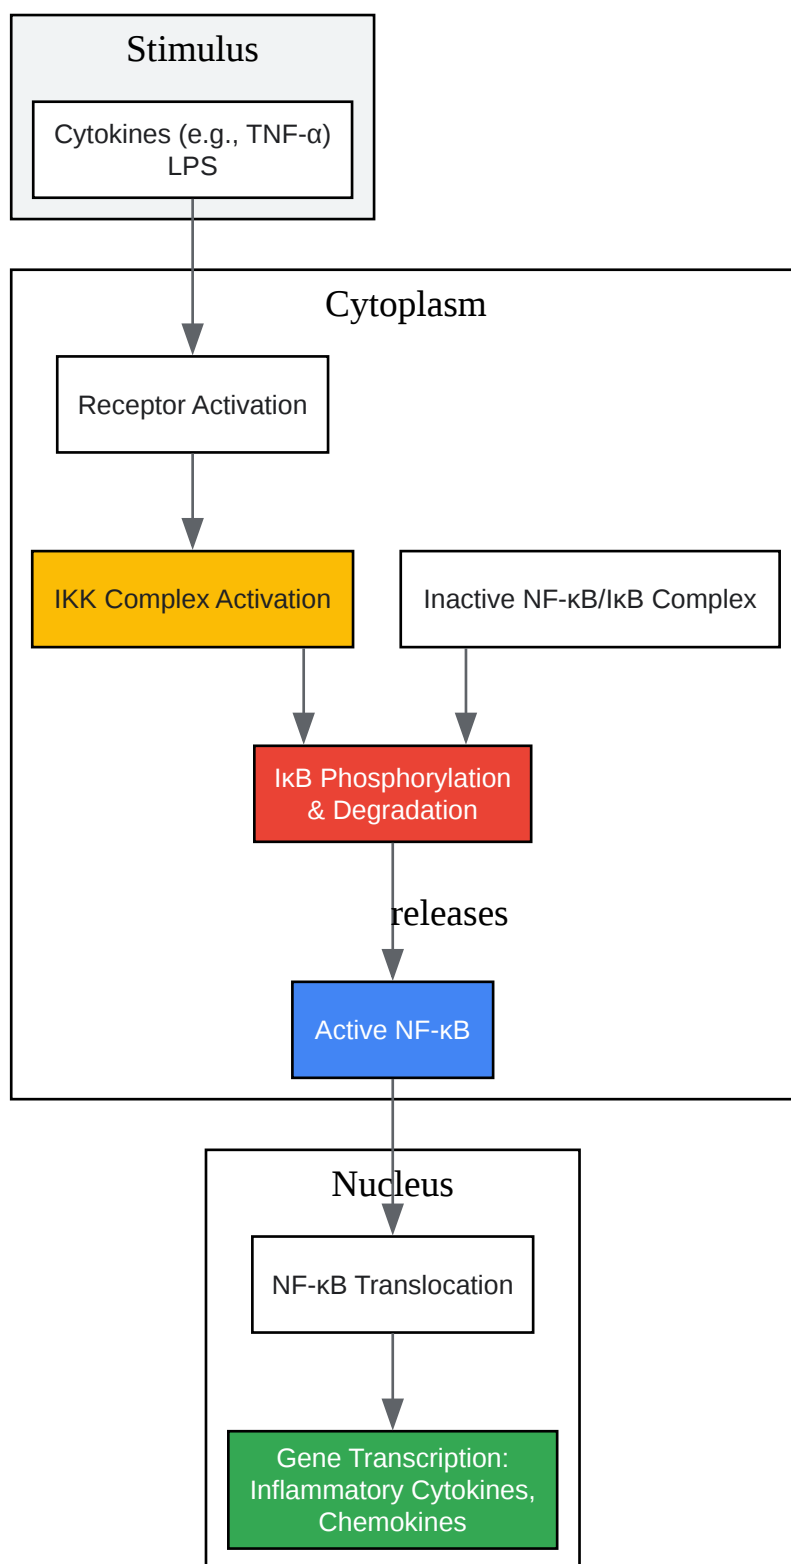 Stimulus
Cytokines (e.g., TNF-α)
LPS
Cytoplasm
Receptor Activation
IKK Complex Activation
Inactive NF-κB/IκB Complex
IκB Phosphorylation
& Degradation
releases
Active NF-κB
Nucleus
NF-κB Translocation
Gene Transcription:
Inflammatory Cytokines,
Chemokines